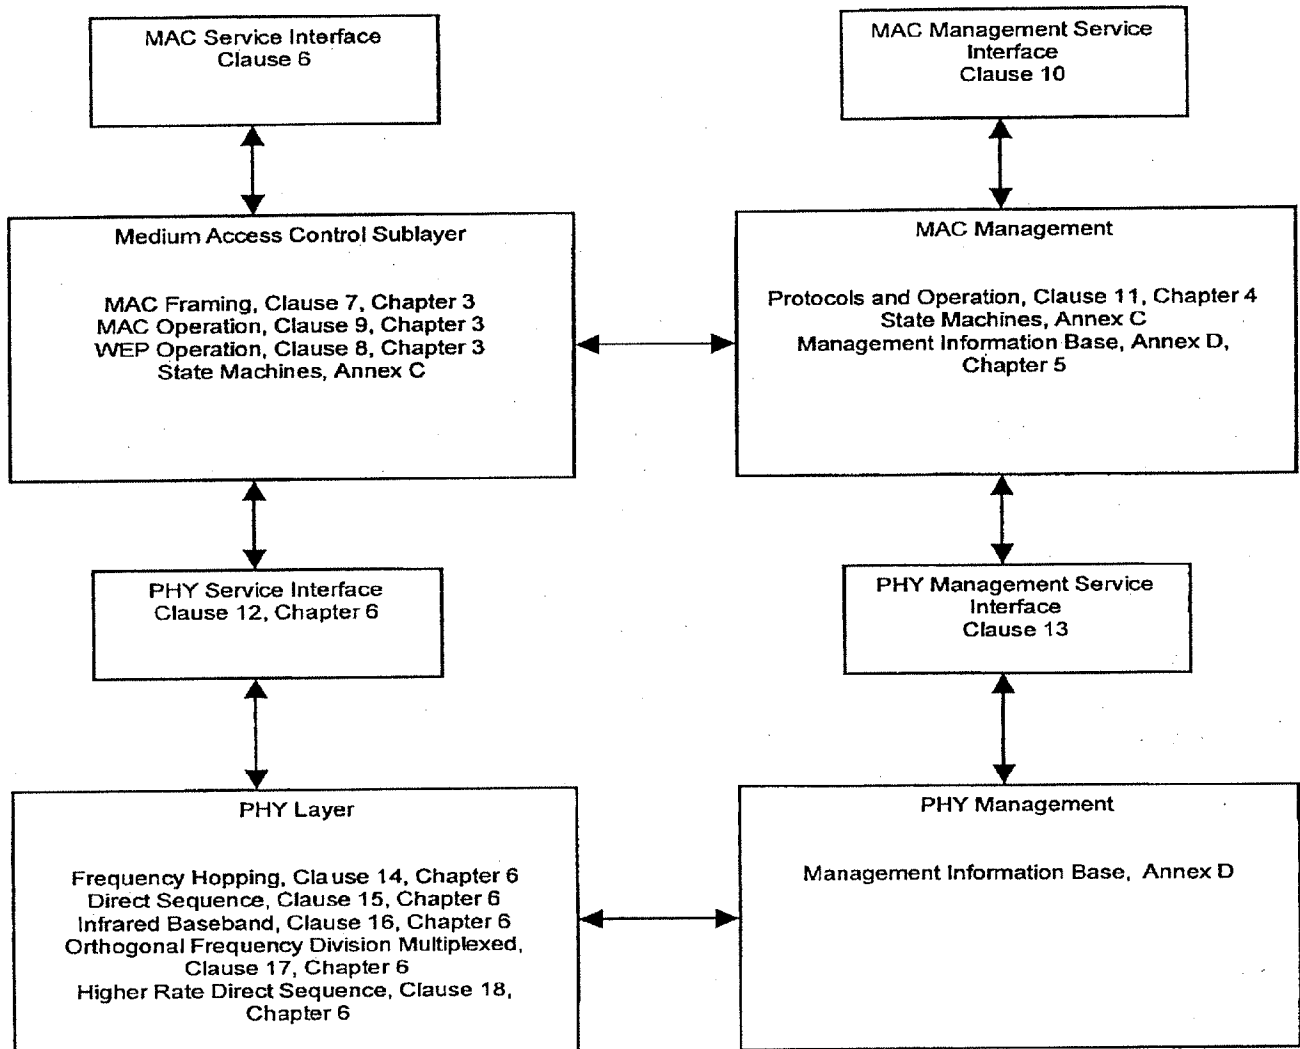 MAC Service Interface
Clause 6
MAC Management Service
Interface
Clause 10
Medium Access Control Sublayer
MAC Framing, Clause 7, Chapter 3
MAC Operation, Clause 9, Chapter 3
WEP Operation, Clause 8, Chapter 3
State Machines, Annex C
MAC Management
Protocols and Operation, Clause 11, Chapter 4
State Machines, Annex C
Management Information Base, Annex D,
Chapter 5
PHY Service Interface
Clause 12, Chapter 6
PHY Management Service
Interface
Clause 13
PHY Layer
Frequency Hopping, Clause 14, Chapter 6
Direct Sequence, Clause 15, Chapter 6
Infrared Baseband, Clause 16, Chapter 6
Orthogonal Frequency Division Multiplexed,
Clause 17, Chapter 6
Higher Rate Direct Sequence, Clause 18,
Chapter 6
PHY Management
Management Information Base, Annex D